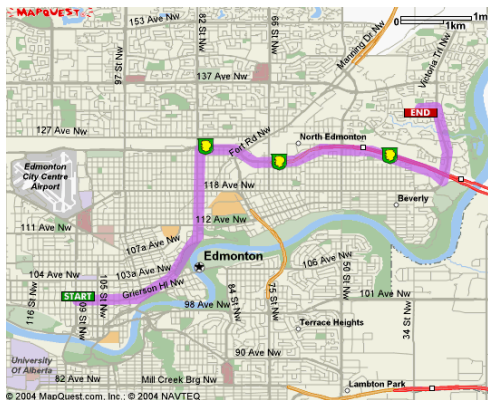 MAPQUEST
0 1m
1km
153 Ave Nw
82 St Nw
66 St Nw
97 St Nw
Manning Dr Nw
137 Ave Nw
Victoria Trl Nw
END
127 Ave Nw
Fort Rd Nw
North Edmonton
Edmonton
City Centre
Airport
118 Ave Nw
Beverly
111 Ave Nw
112 Ave Nw
107a Ave Nw
Edmonton
104 Ave Nw
103a Ave Nw
106 Ave Nw
START
105 St Nw
Grierson Hl Nw
50 St Nw
101 Ave Nw
116 St Nw
109 St Nw
98 Ave Nw
84 St Nw
75 St Nw
34 St Nw
Terrace Heights
University
Of Alberta
90 Ave Nw
82 Ave Nw
Mill Creek Brg Nw
Lambton Park
© 2004 MapQuest.com, Inc.; © 2004 NAVTEQ